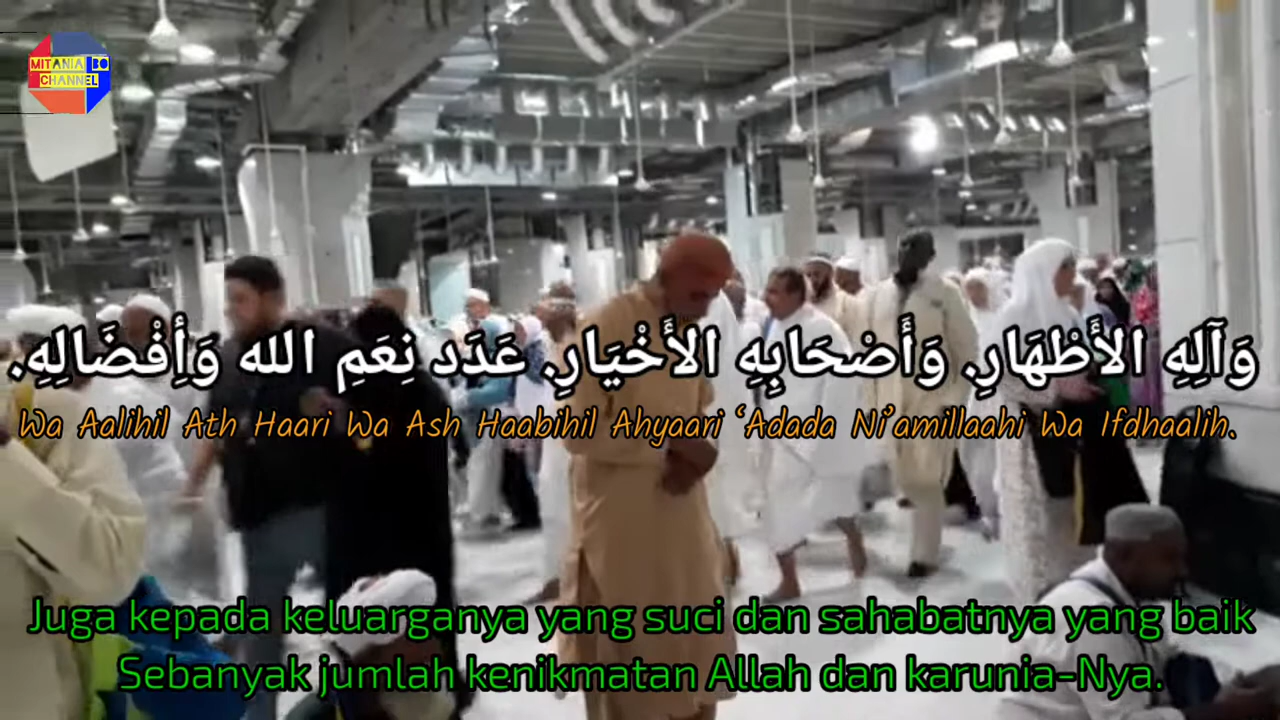 MITANIA BO
CHANNEL
وَآلِهِ الأَطْهَارِ. وَأَصْحَابِهِ الأَخْيَارِ. عَدَد نِعَمِ الله وَأِفْضَالِهِ.
Wa Aalihil Ath Haari Wa Ash Haabihil Ahyaari ‘Adada Ni’amillaahi Wa Ifdhaalih.
Juga kepada keluarganya yang suci dan sahabatnya yang baik
Sebanyak jumlah kenikmatan Allah dan karunia-Nya.